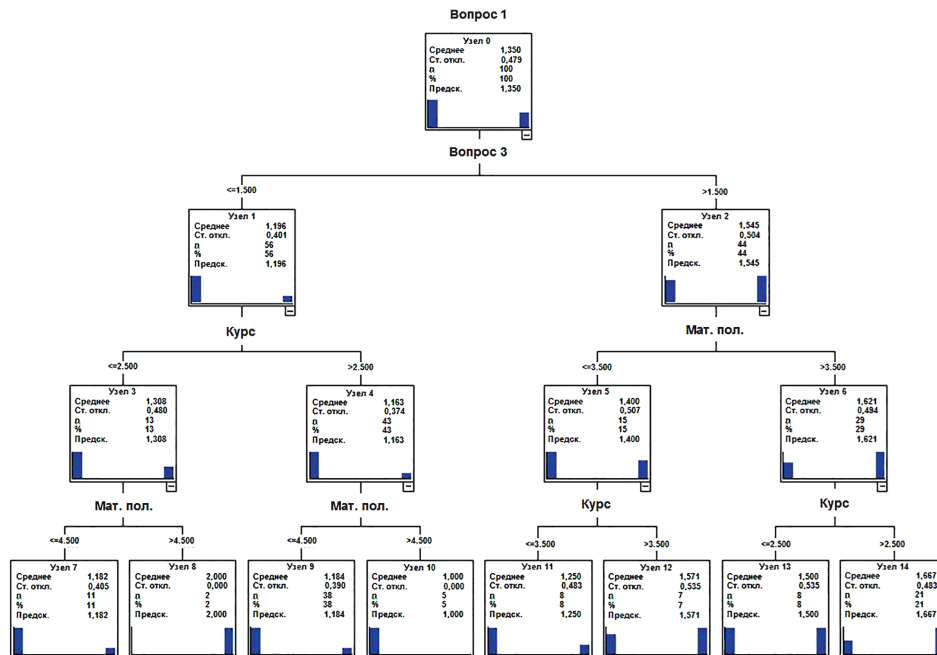 Вопрос 1
Узел 0
Среднее 1,350
Ст. откл. 0,479
n 100
% 100
Предск. 1,350
Вопрос 3
<=1.500
>1.500
Узел 1
Среднее 1,196
Ст. откл. 0,401
n 56
% 56
Предск. 1,196
Узел 2
Среднее 1,545
Ст. откл. 0,504
n 44
% 44
Предск. 1,545
Курс
Мат. пол.
<=2.500
>2.500
<=3.500
>3.500
Узел 3
Среднее 1,308
Ст. откл. 0,480
n 13
% 13
Предск. 1,308
Узел 4
Среднее 1,163
Ст. откл. 0,374
n 43
% 43
Предск. 1,163
Узел 5
Среднее 1,400
Ст. откл. 0,507
n 15
% 15
Предск. 1,400
Узел 6
Среднее 1,621
Ст. откл. 0,494
n 29
% 29
Предск. 1,621
Мат. пол.
Мат. пол.
Курс
Курс
<=4.500
>4.500
<=4.500
>4.500
<=3.500
>3.500
<=2.500
>2.500
Узел 7
Среднее 1,182
Ст. откл. 0,405
n 11
% 11
Предск. 1,182
Узел 8
Среднее 2,000
Ст. откл. 0,000
n 2
% 2
Предск. 2,000
Узел 9
Среднее 1,184
Ст. откл. 0,390
n 38
% 38
Предск. 1,184
Узел 10
Среднее 1,000
Ст. откл. 0,000
n 5
% 5
Предск. 1,000
Узел 11
Среднее 1,250
Ст. откл. 0,483
n 8
% 8
Предск. 1,250
Узел 12
Среднее 1,571
Ст. откл. 0,535
n 7
% 7
Предск. 1,571
Узел 13
Среднее 1,500
Ст. откл. 0,535
n 8
% 8
Предск. 1,500
Узел 14
Среднее 1,667
Ст. откл. 0,483
n 21
% 21
Предск. 1,667